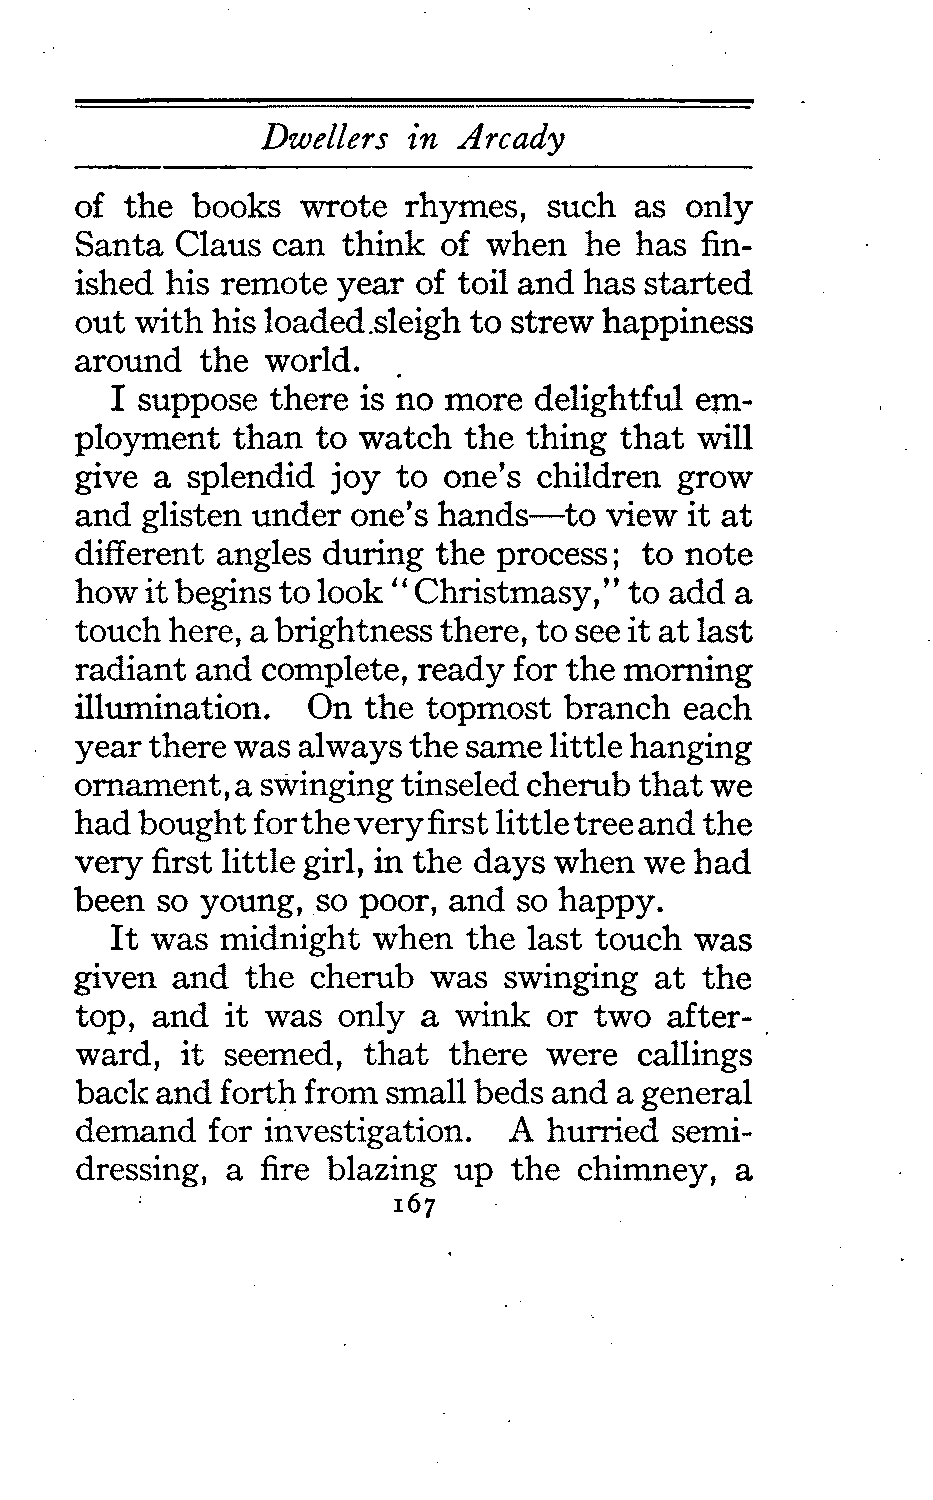 Dwellers in Arcady
of the books wrote rhymes, such as only
Santa Claus can think of when he has fin-
ished his remote year of toil and has started
out with his loaded sleigh to strew happiness
around the world.
I suppose there is no more delightful em-
ployment than to watch the thing that will
give a splendid joy to one's children grow
and glisten under one's hands—to view it at
different angles during the process; to note
how it begins to look "Christmasy," to add a
touch here, a brightness there, to see it at last
radiant and complete, ready for the morning
illumination. On the topmost branch each
year there was always the same little hanging
ornament, a swinging tinseled cherub that we
had bought for the very first little tree and the
very first little girl, in the days when we had
been so young, so poor, and so happy.
It was midnight when the last touch was
given and the cherub was swinging at the
top, and it was only a wink or two after-
ward, it seemed, that there were callings
back and forth from small beds and a general
demand for investigation. A hurried semi-
dressing, a fire blazing up the chimney, a
167